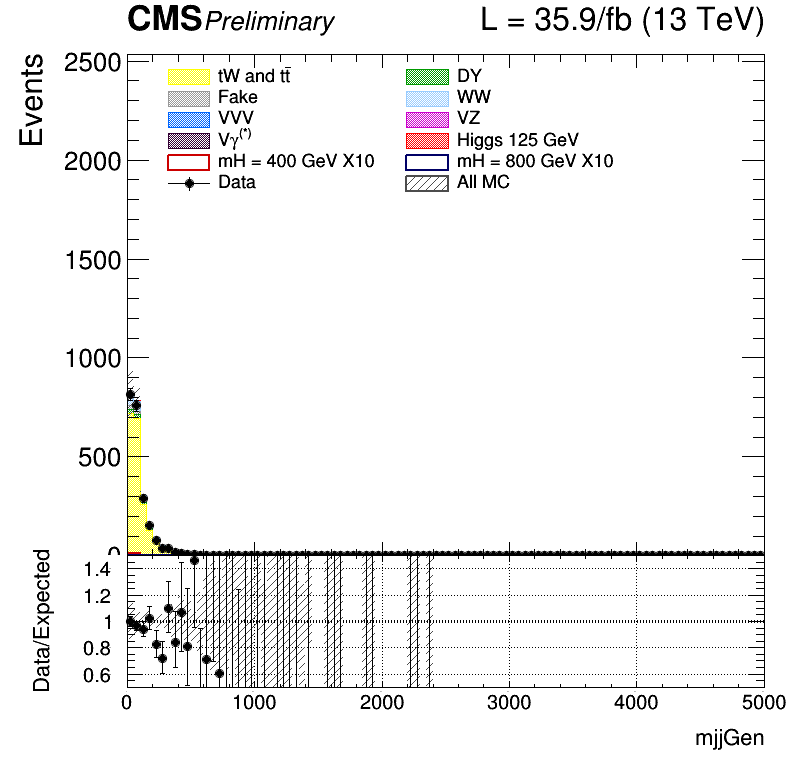 CMS Preliminary L = 35.9/fb (13 TeV)
Events
2500
2000
1500
1000
500
0
tW and tt̄
DY
Fake
WW
VVV
VZ
Vγ(*)
Higgs 125 GeV
mH = 400 GeV X10
mH = 800 GeV X10
Data
All MC
Data/Expected
1.4
1.2
1
0.8
0.6
0 1000 2000 3000 4000 5000
mjjGen